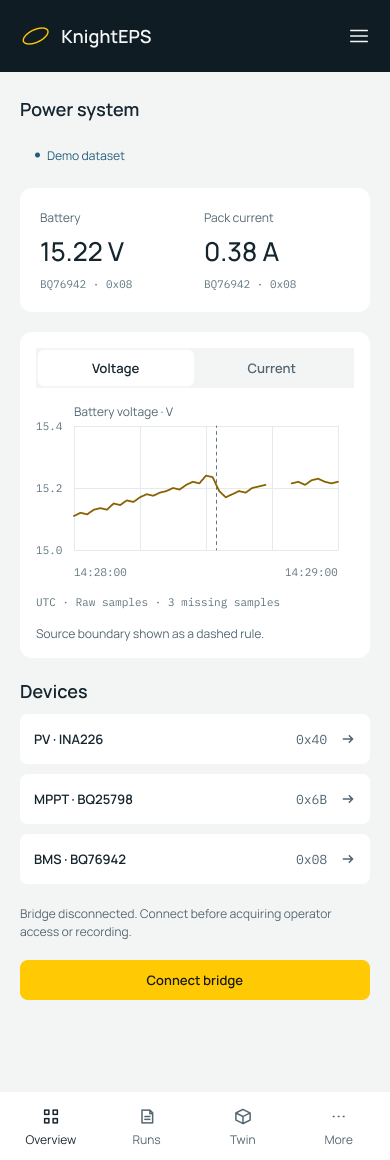 KnightEPS
Power system
Demo dataset
Battery
Pack current
15.22 V
0.38 A
BQ76942 · 0x08
BQ76942 · 0x08
Voltage
Current
Battery voltage · V
15.4
15.2
15.0
14:28:00
14:29:00
UTC · Raw samples · 3 missing samples
Source boundary shown as a dashed rule.
Devices
PV · INA226
0x40
MPPT · BQ25798
0x6B
BMS · BQ76942
0x08
Bridge disconnected. Connect before acquiring operator
access or recording.
Connect bridge
Overview
Runs
Twin
More